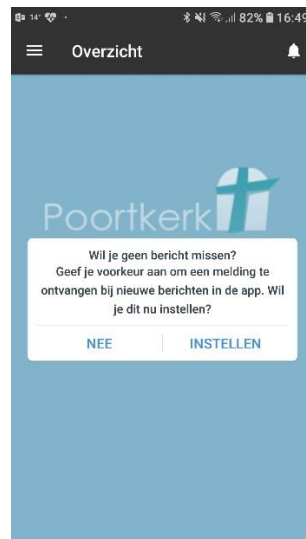 14° 82% 16:49
Overzicht
Poortkerk
Wil je geen bericht missen?
Geef je voorkeur aan om een melding te
ontvangen bij nieuwe berichten in de app. Wil
je dit nu instellen?
NEE INSTELLEN